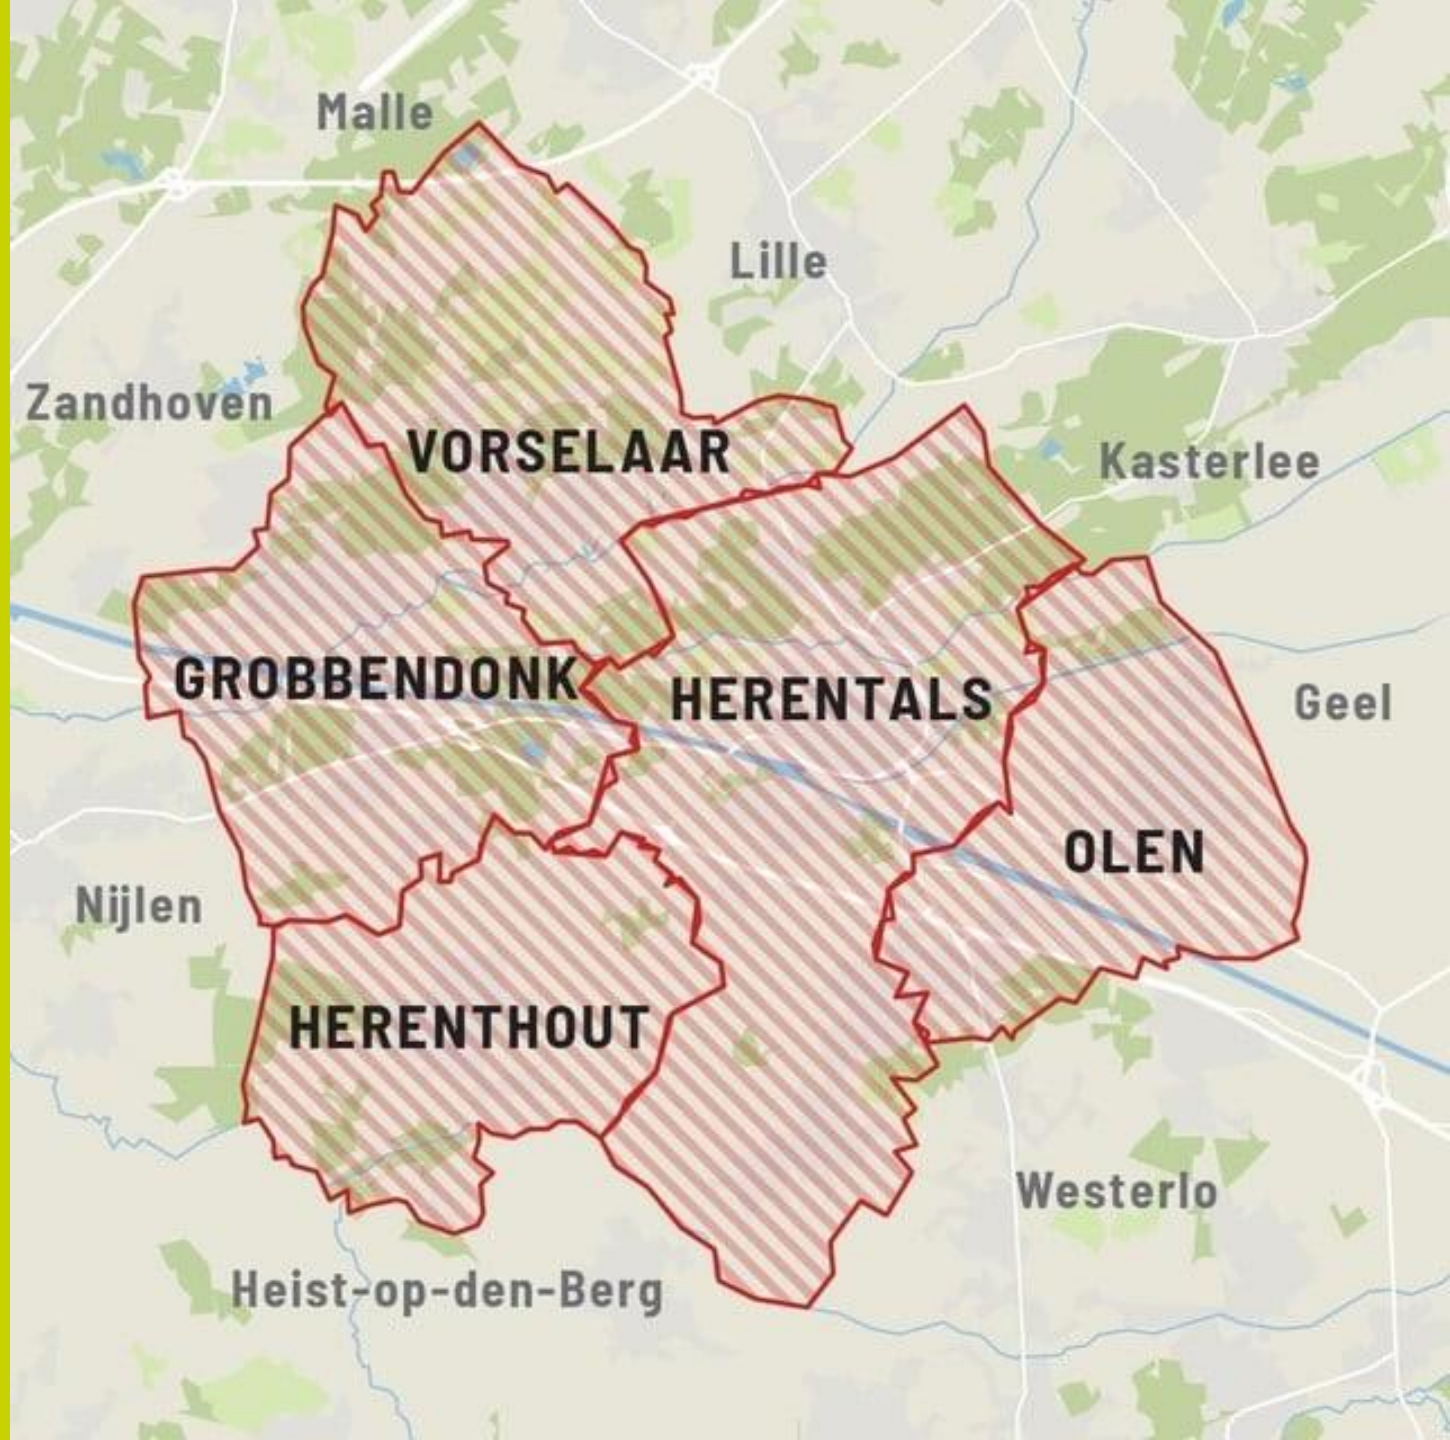 Malle
Lille
Zandhoven
VORSELAAR
Kasterlee
GROBBENDONK
HERENTALS
Geel
OLEN
Nijlen
HERENTHOUT
Westerlo
Heist-op-den-Berg